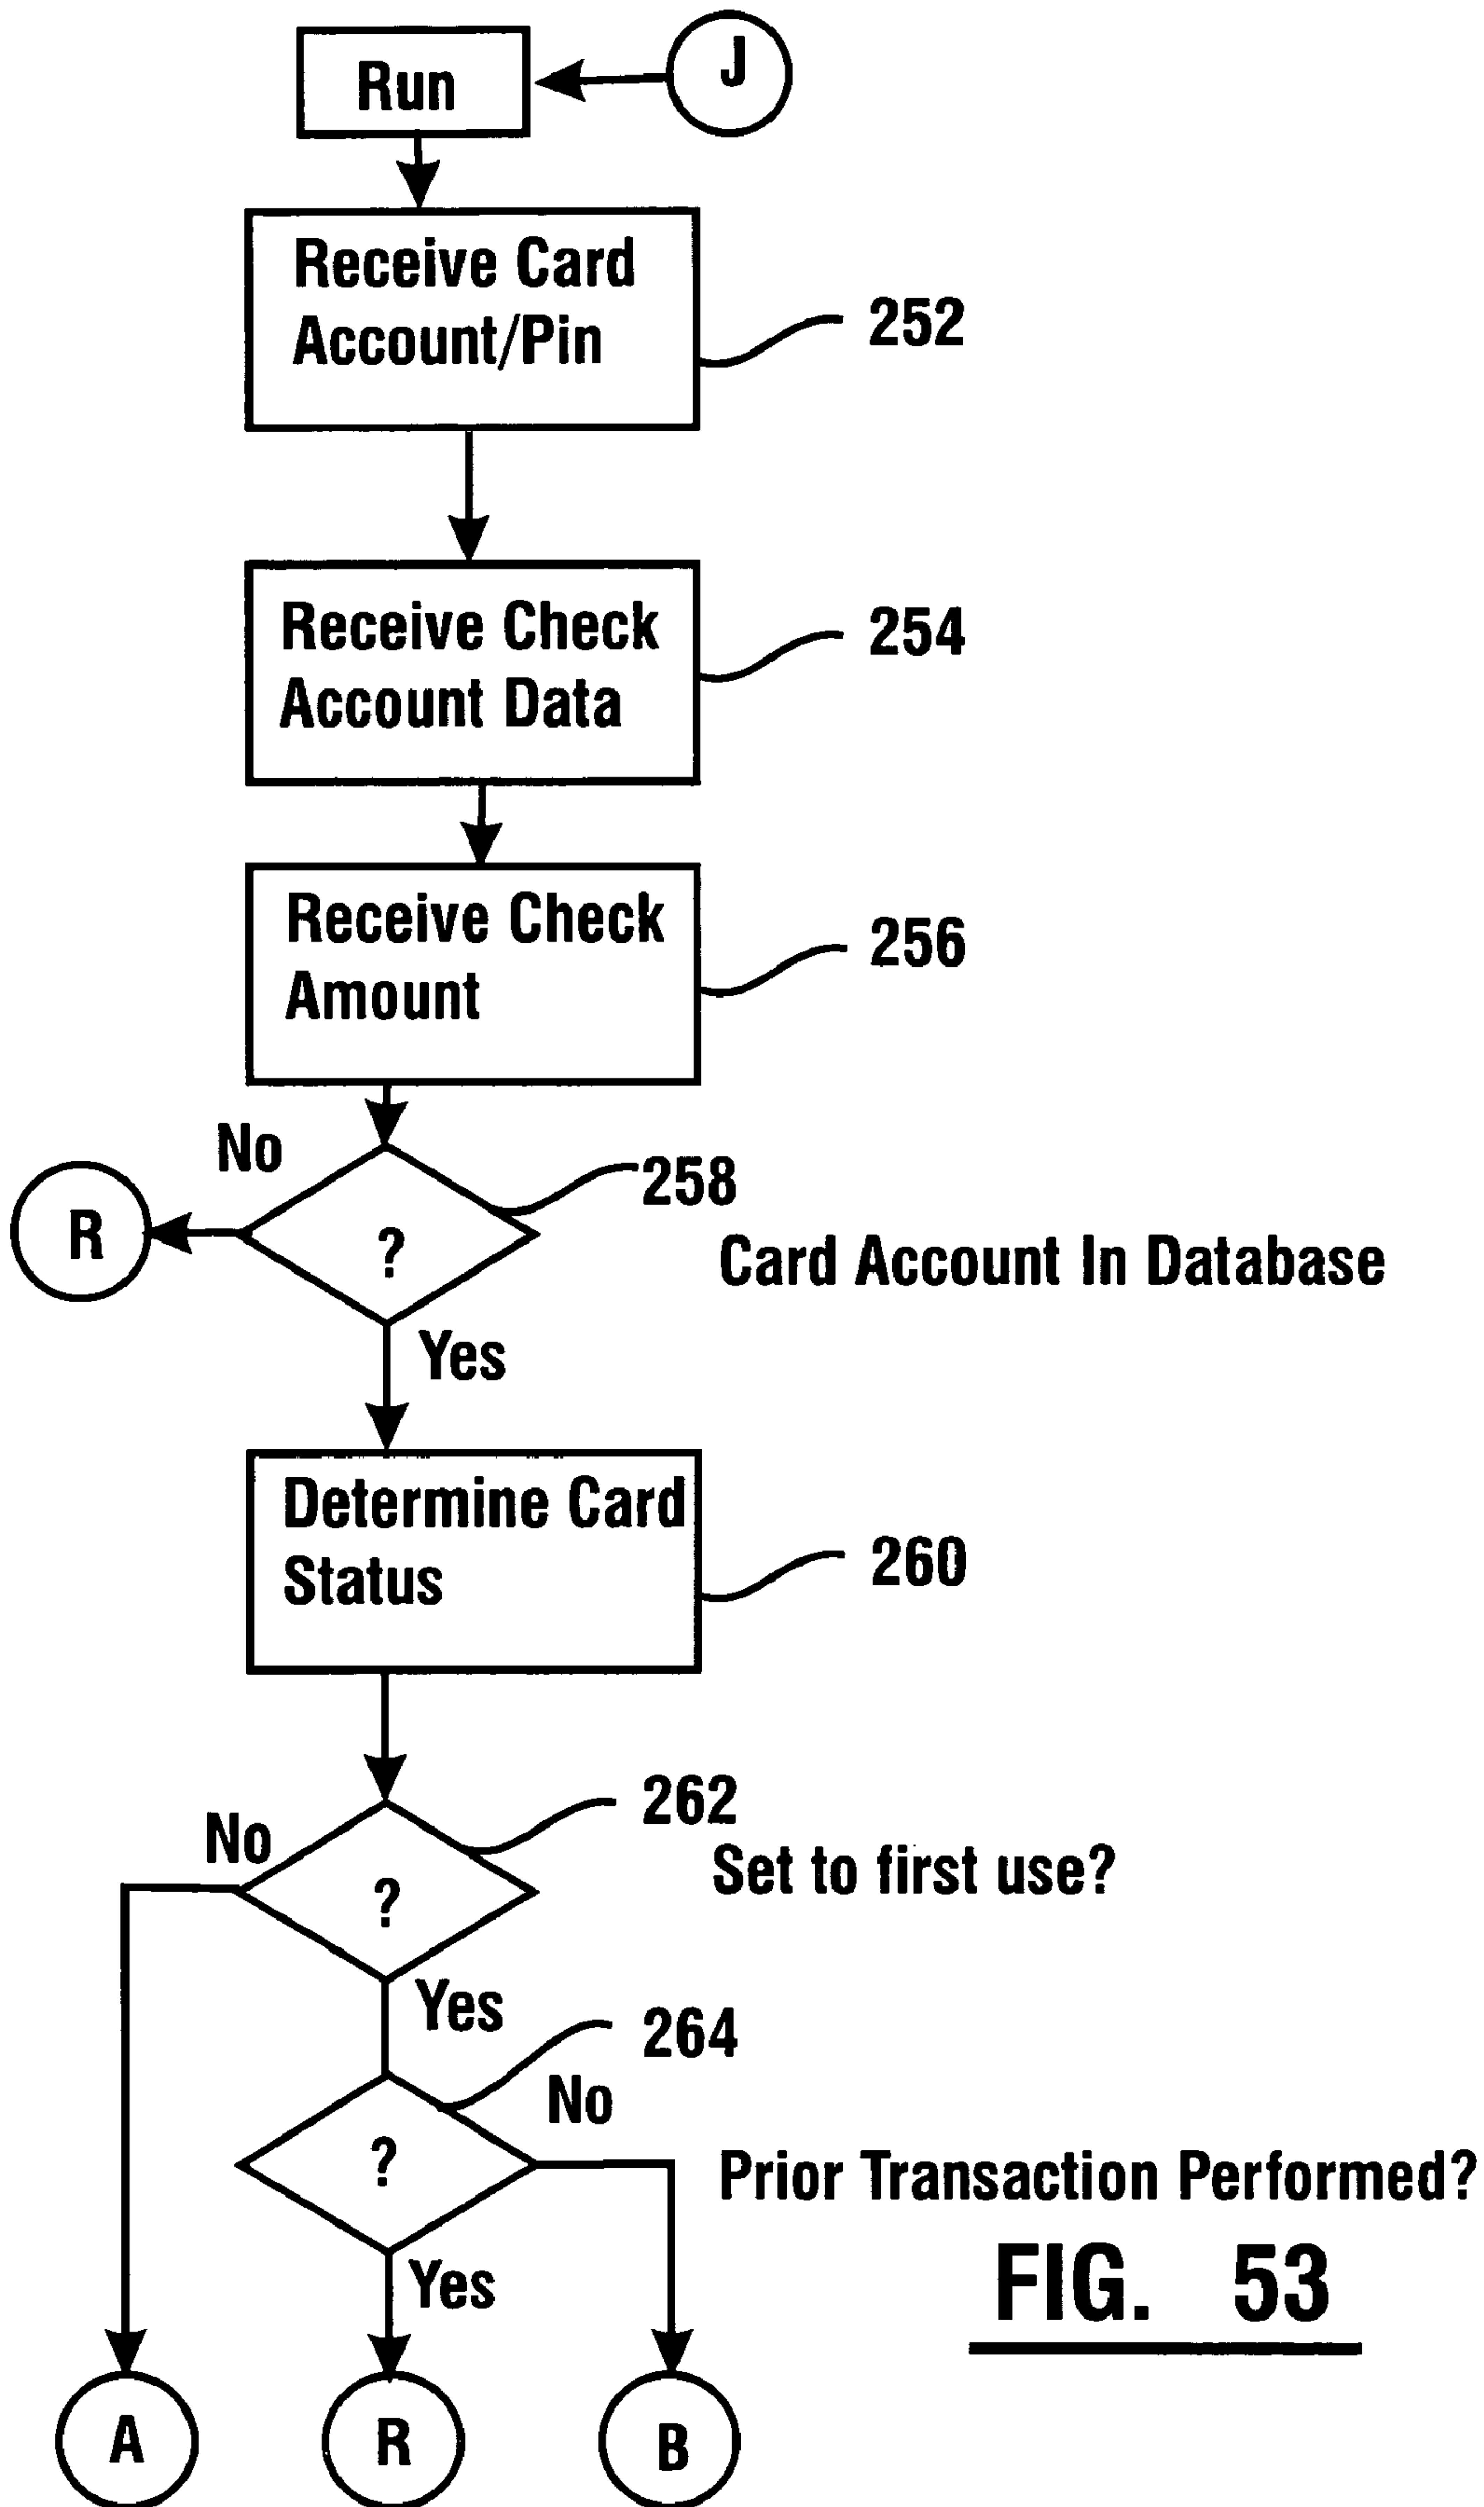 Run
J
Receive Card
Account/Pin
252
Receive Check
Account Data
254
Receive Check
Amount
256
No
258
R
?
Card Account In Database
Yes
Determine Card
Status
260
No
262
?
Set to first use?
Yes
264
No
?
Prior Transaction Performed?
Yes
FIG. 53
A
R
B